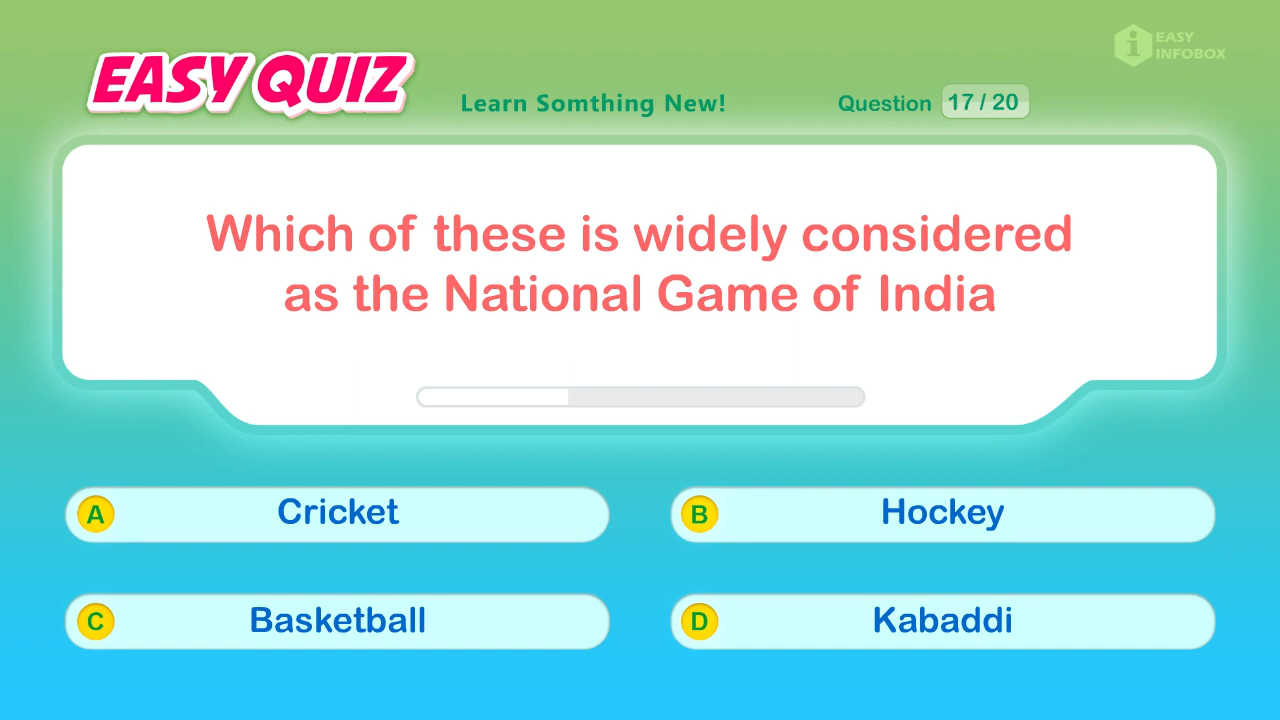 EASY
INFOBOX
EASY QUIZ
Learn Somthing New!
Question 17 / 20
Which of these is widely considered
as the National Game of India
A Cricket
B Hockey
C Basketball
D Kabaddi